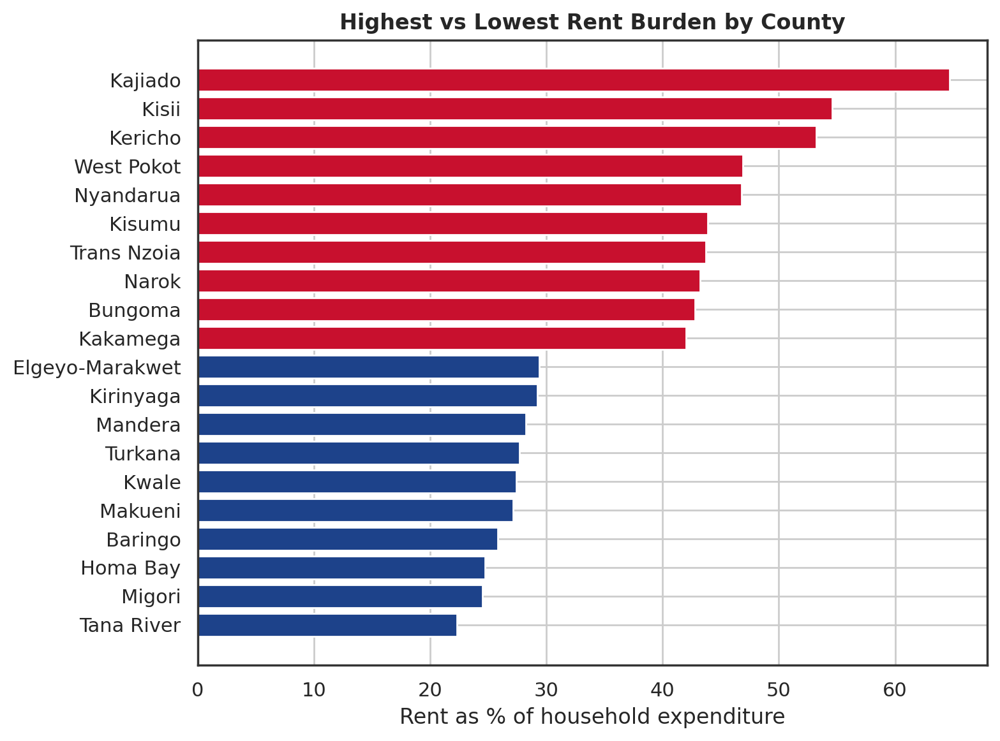 Highest vs Lowest Rent Burden by County
Kajiado
Kisii
Kericho
West Pokot
Nyandarua
Kisumu
Trans Nzoia
Narok
Bungoma
Kakamega
Elgeyo-Marakwet
Kirinyaga
Mandera
Turkana
Kwale
Makueni
Baringo
Homa Bay
Migori
Tana River
0 10 20 30 40 50 60
Rent as % of household expenditure